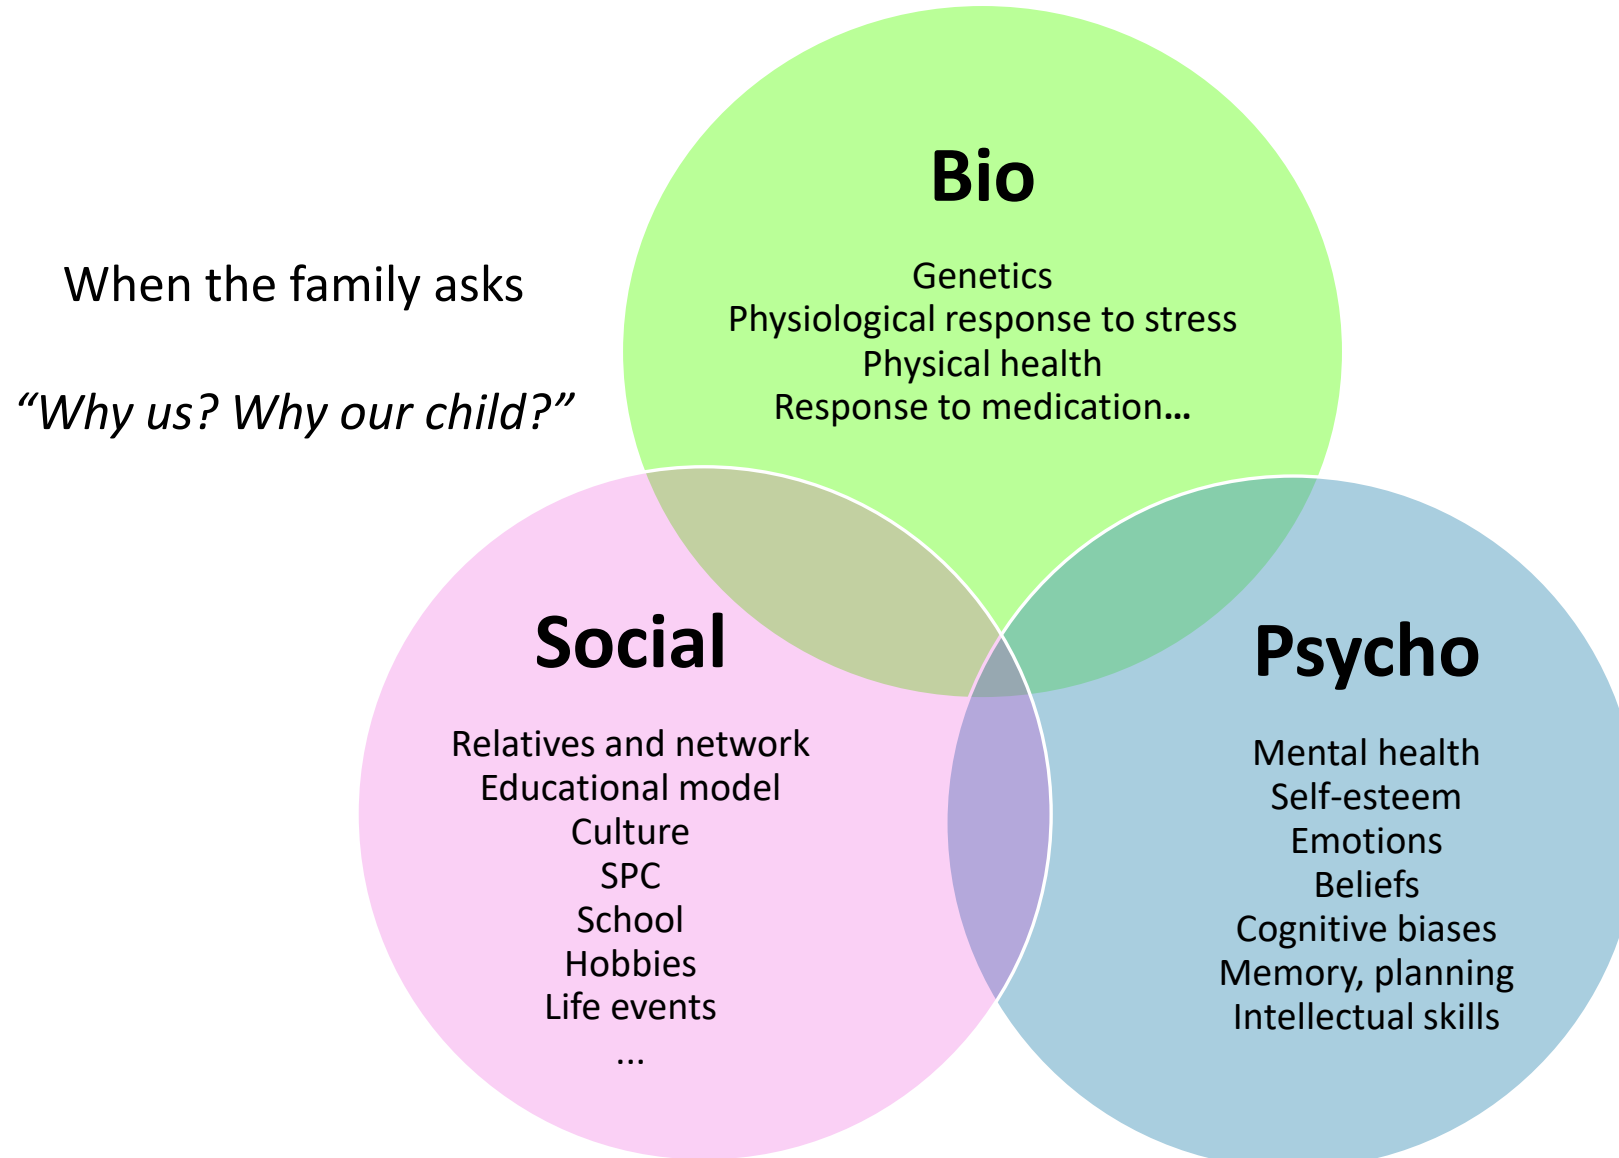 When the family asks
“Why us? Why our child?”
Bio
Genetics
Physiological response to stress
Physical health
Response to medication...
Social
Relatives and network
Educational model
Culture
SPC
School
Hobbies
Life events
...
Psycho
Mental health
Self-esteem
Emotions
Beliefs
Cognitive biases
Memory, planning
Intellectual skills